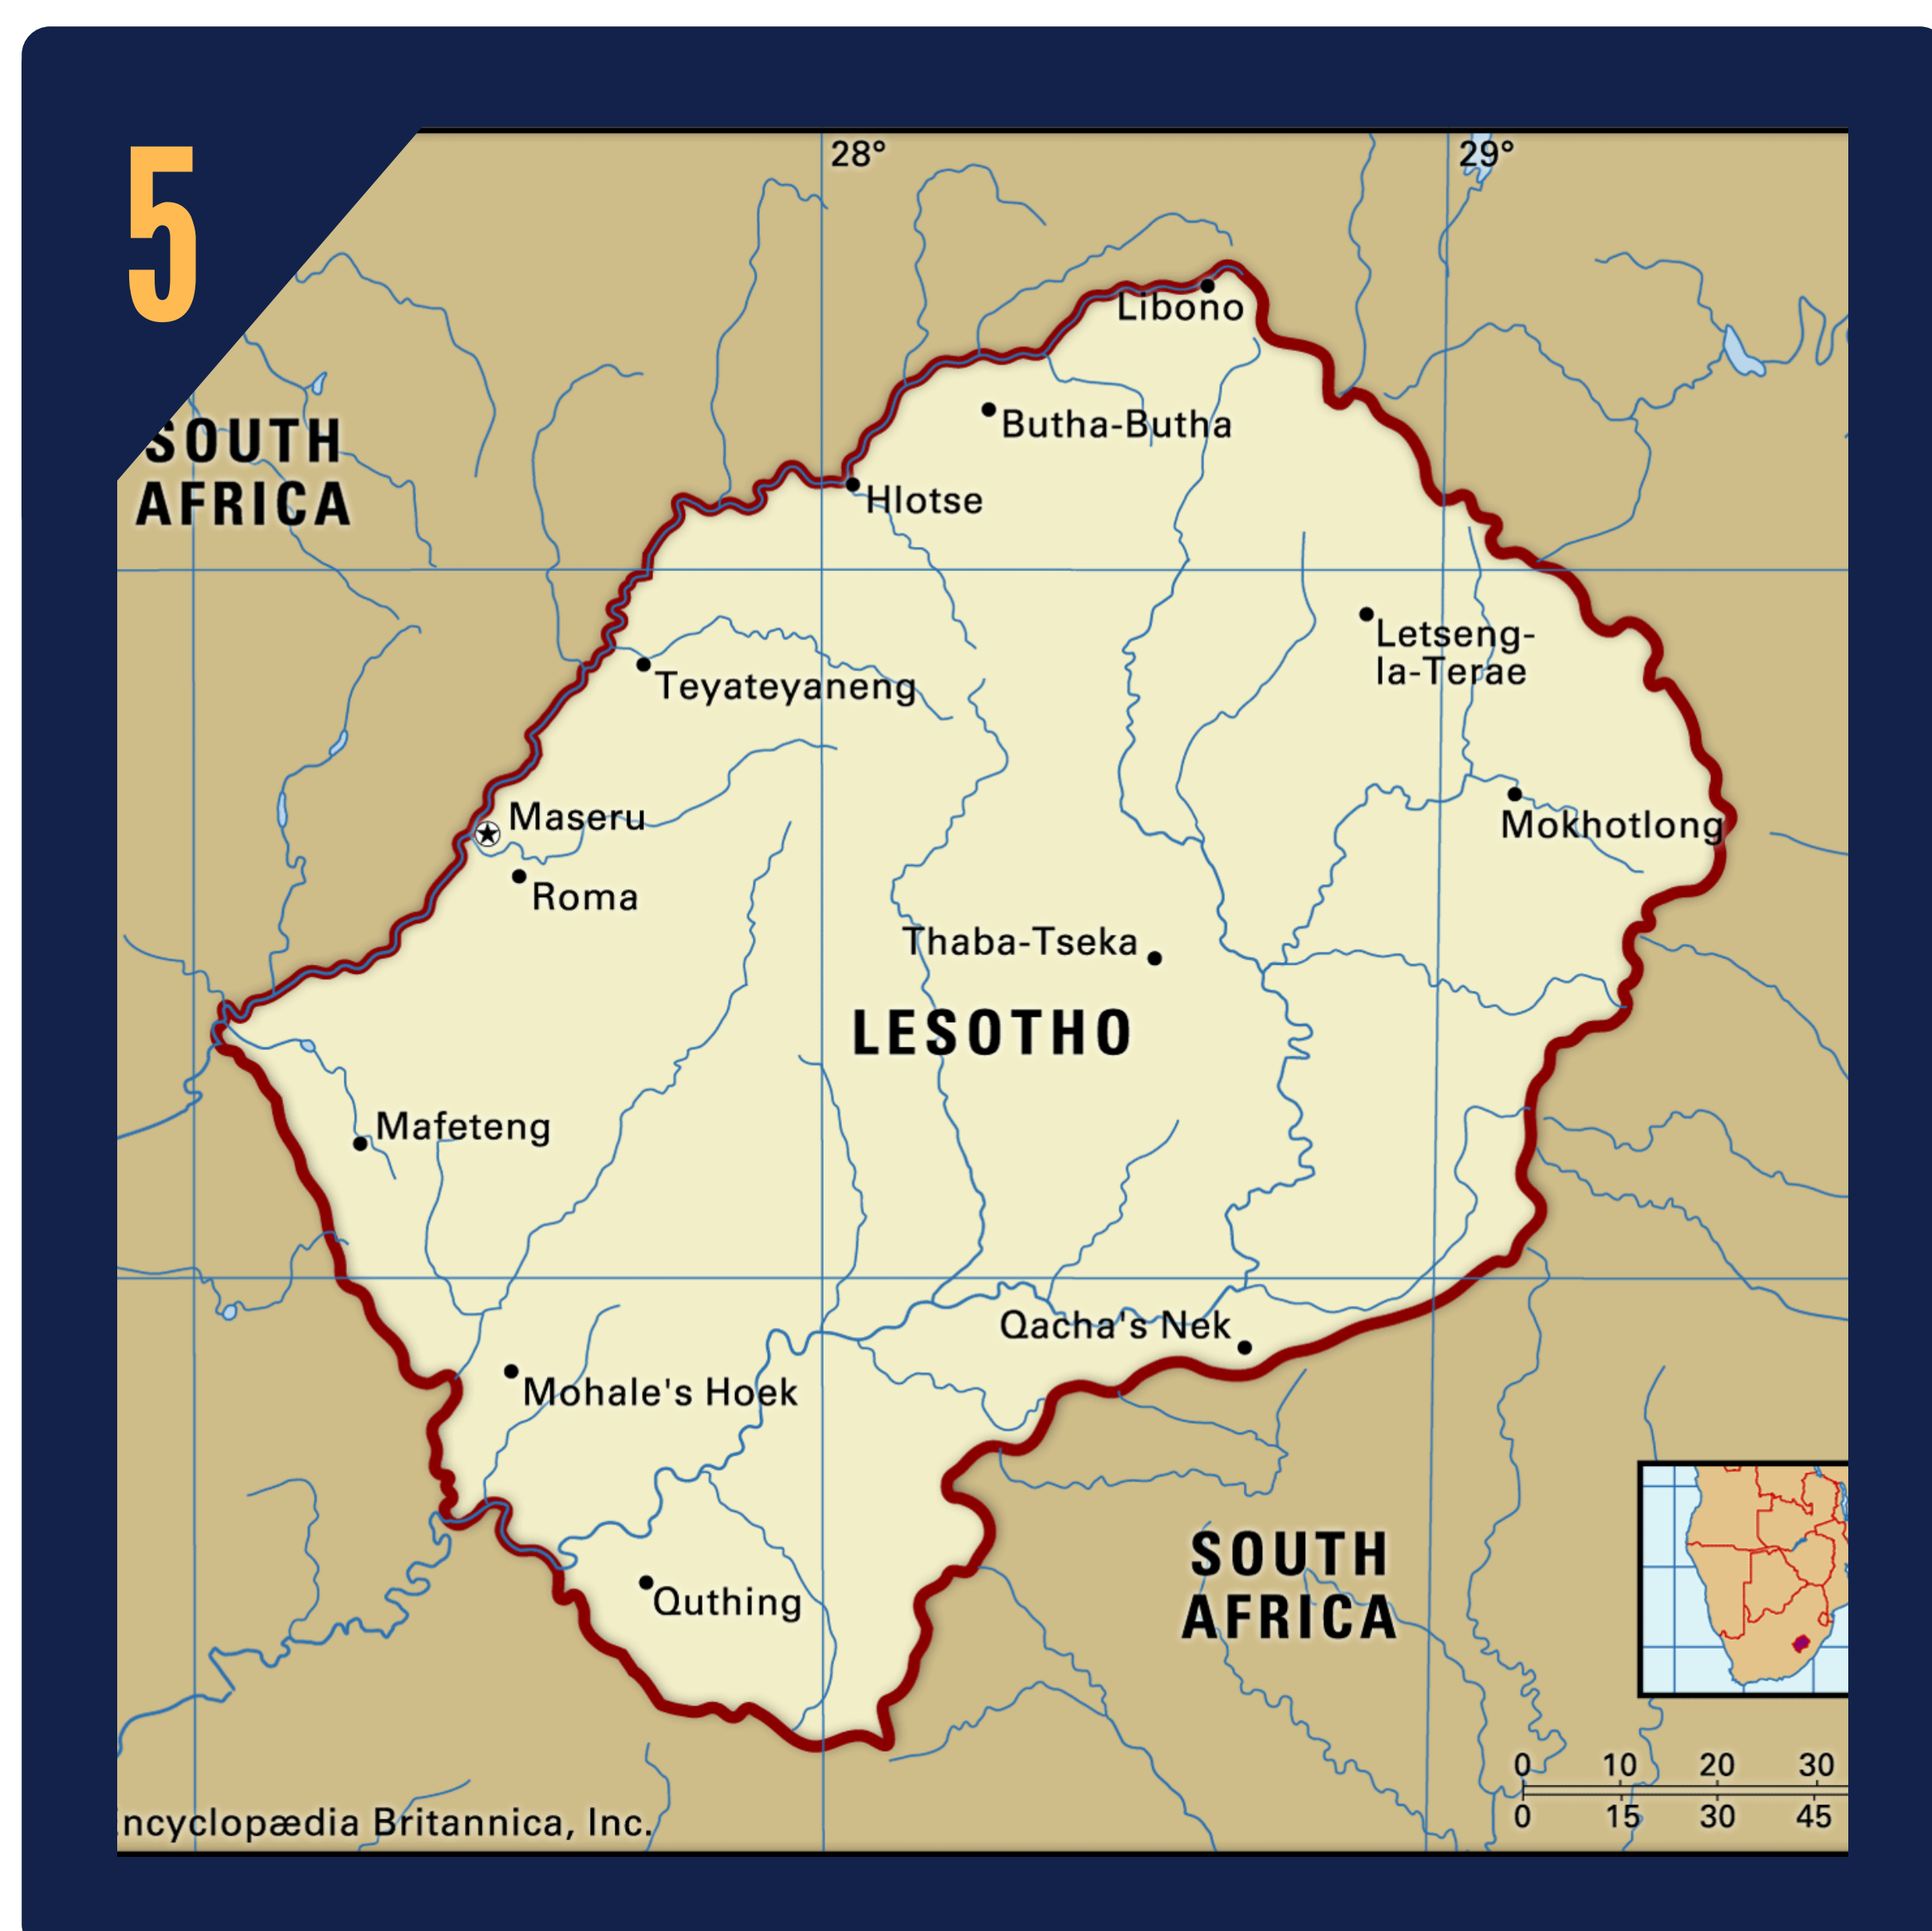 5
28°
29°
Libono
Butha-Butha
SOUTH
AFRICA
Hlotse
Letseng-
la-Terae
Teyateyaneng
Maseru
Mokhotlong
Roma
Thaba-Tseka
LESOTHO
Mafeteng
Qacha's Nek
Mohale's Hoek
SOUTH
AFRICA
Quthing
0 10 20 30
0 15 30 45
ncyclopædia Britannica, Inc.